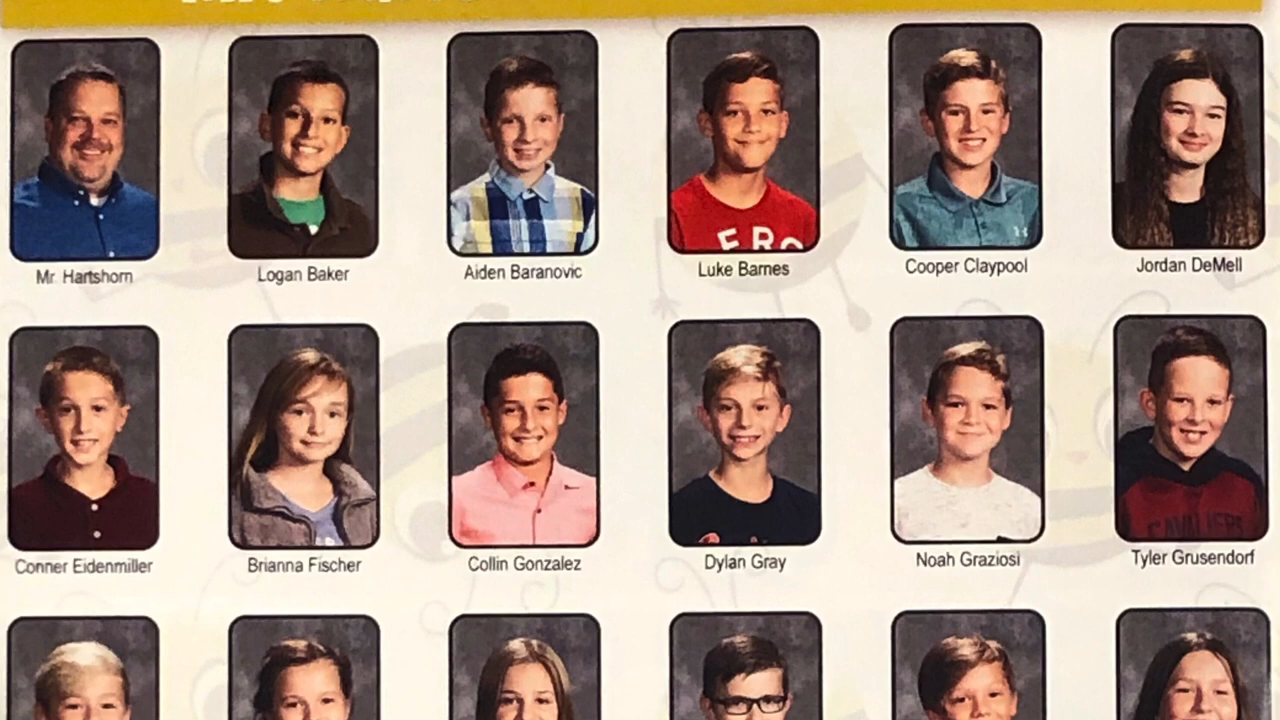 Mr. Hartshorn Logan Baker Aiden Baranovic Luke Barnes Cooper Claypool Jordan DeMell
Conner Eidenmiller Brianna Fischer Collin Gonzalez Dylan Gray Noah Graziosi Tyler Grusendorf
CAVALIERS